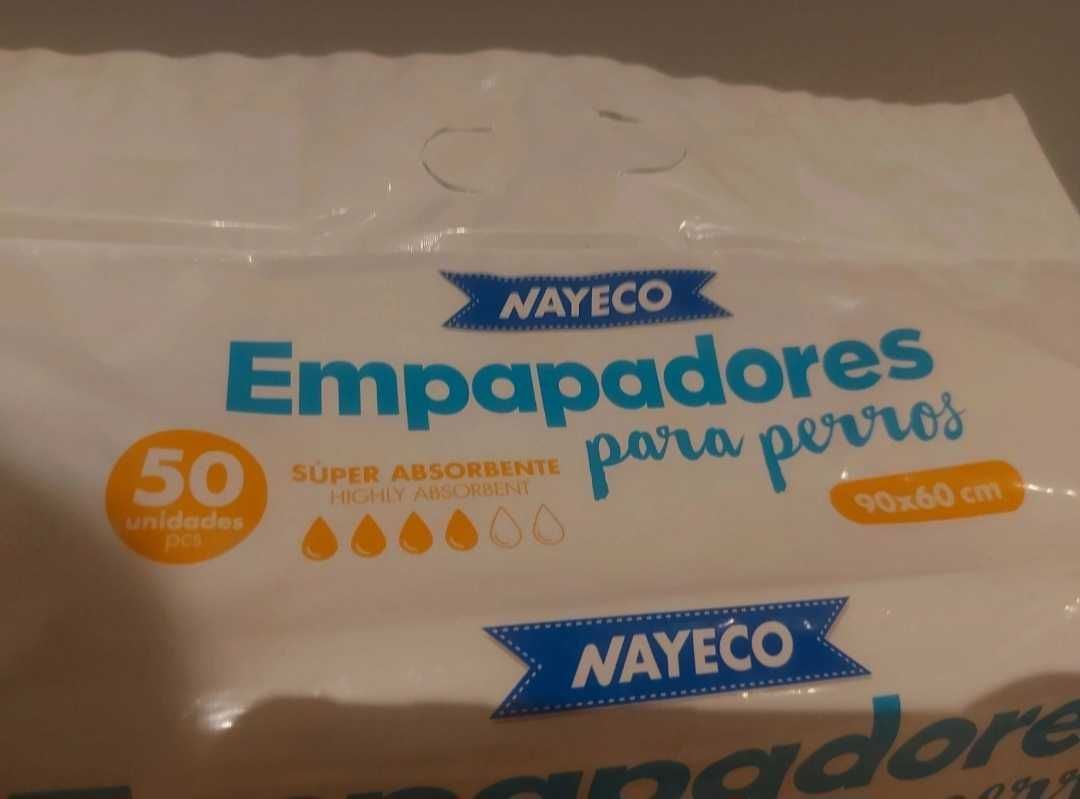 NAYECO
Empapadores
para perros
50
unidades
pcs
SÚPER ABSORBENTE
HIGHLY ABSORBENT
90x60 cm
NAYECO